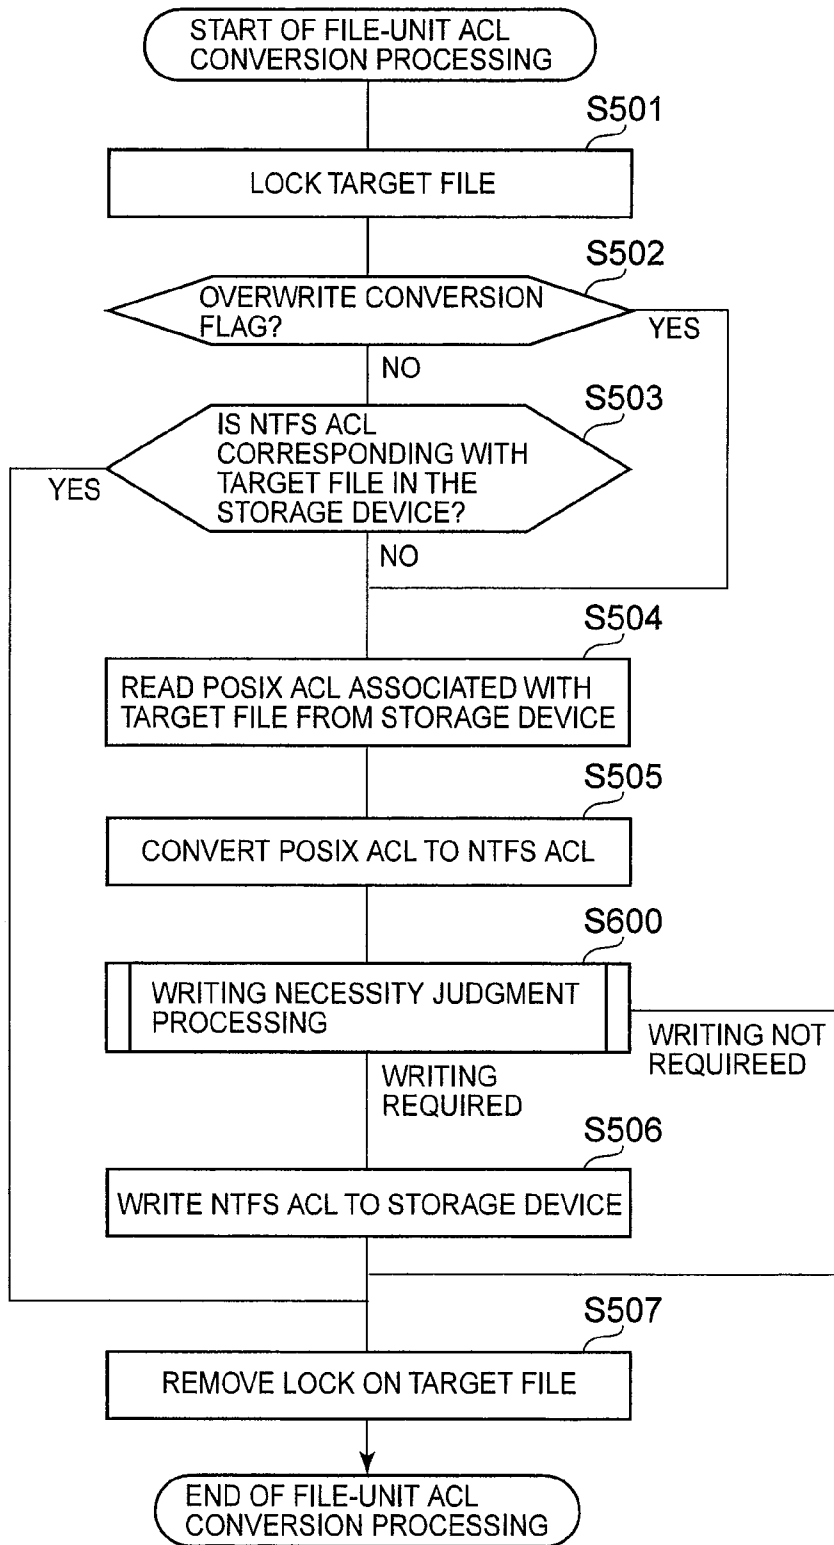 START OF FILE-UNIT ACL
CONVERSION PROCESSING
S501
LOCK TARGET FILE
S502
OVERWRITE CONVERSION
FLAG?
YES
NO
S503
IS NTFS ACL
CORRESPONDING WITH
TARGET FILE IN THE
STORAGE DEVICE?
YES
NO
S504
READ POSIX ACL ASSOCIATED WITH
TARGET FILE FROM STORAGE DEVICE
S505
CONVERT POSIX ACL TO NTFS ACL
S600
WRITING NECESSITY JUDGMENT
PROCESSING
WRITING NOT
REQUIREED
WRITING
REQUIRED
S506
WRITE NTFS ACL TO STORAGE DEVICE
S507
REMOVE LOCK ON TARGET FILE
END OF FILE-UNIT ACL
CONVERSION PROCESSING